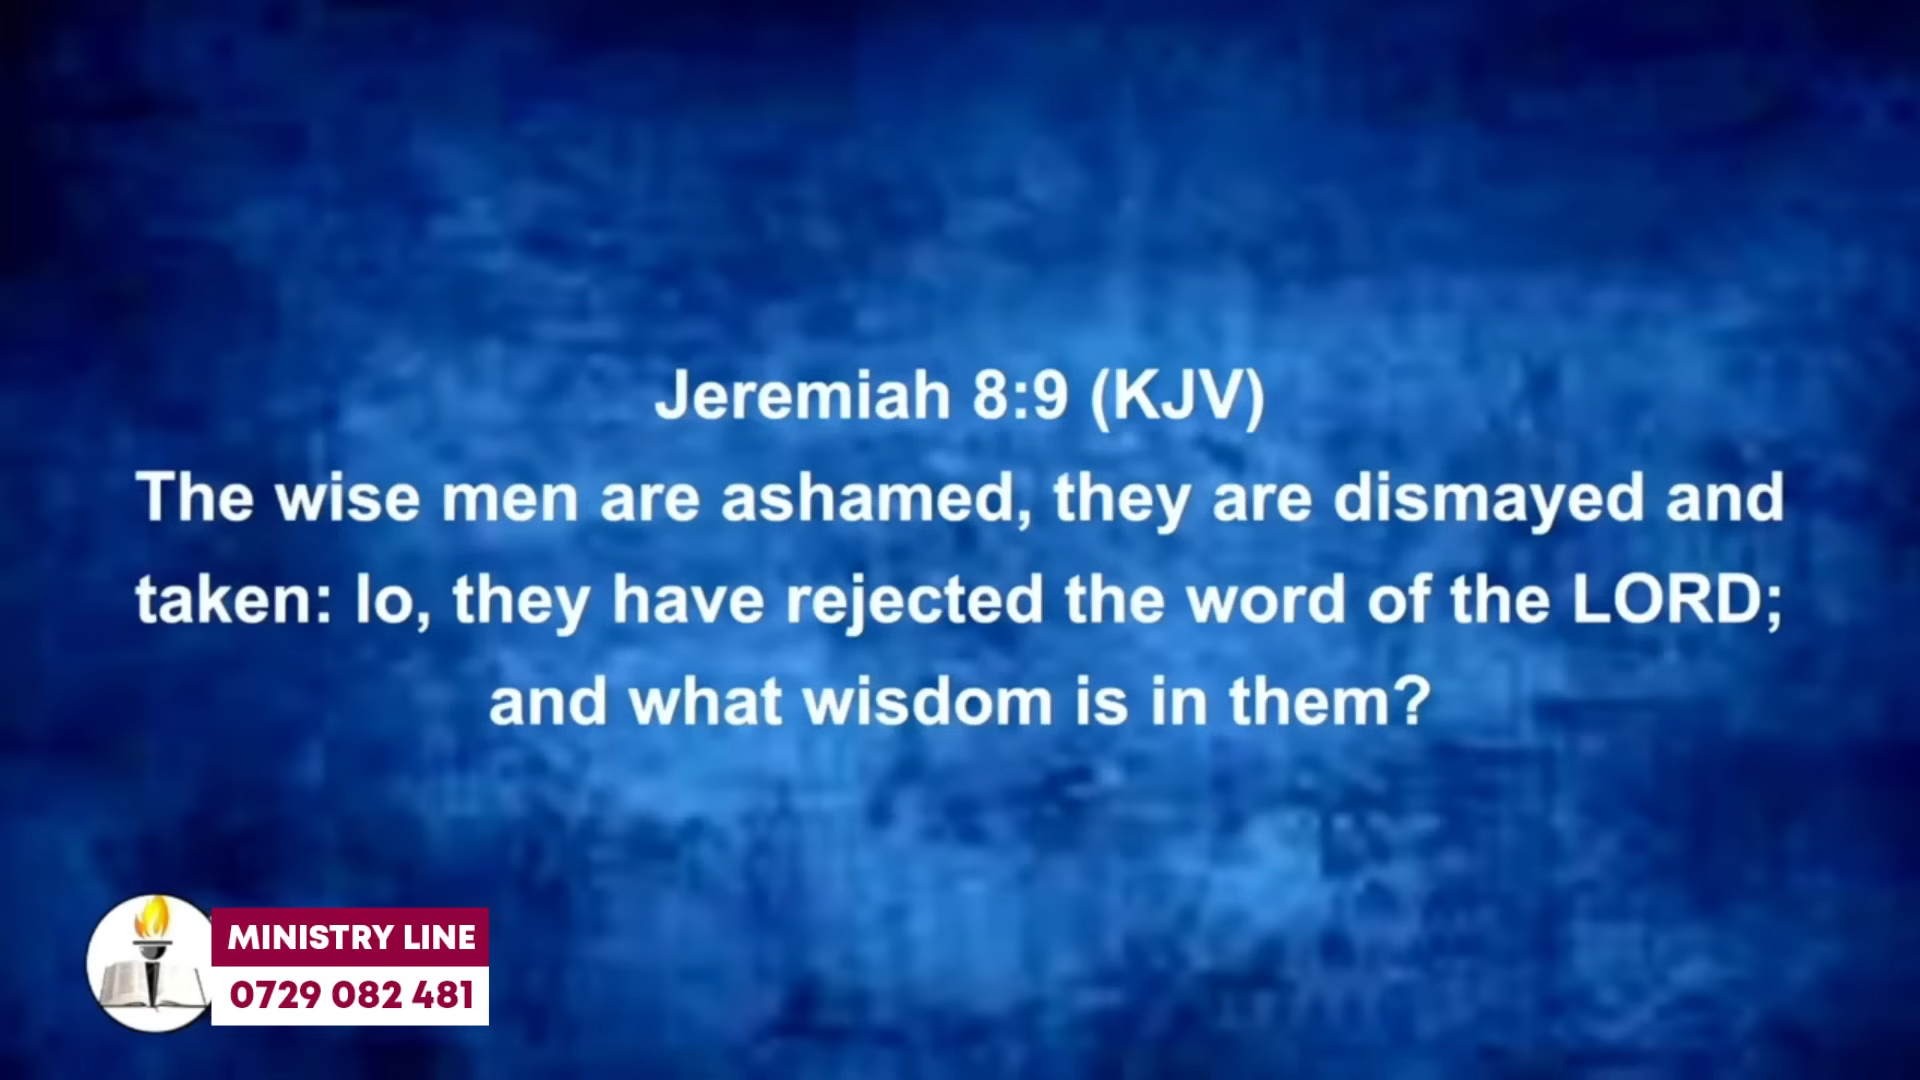 Jeremiah 8:9 (KJV)
The wise men are ashamed, they are dismayed and
taken: lo, they have rejected the word of the LORD;
and what wisdom is in them?
MINISTRY LINE
0729 082 481